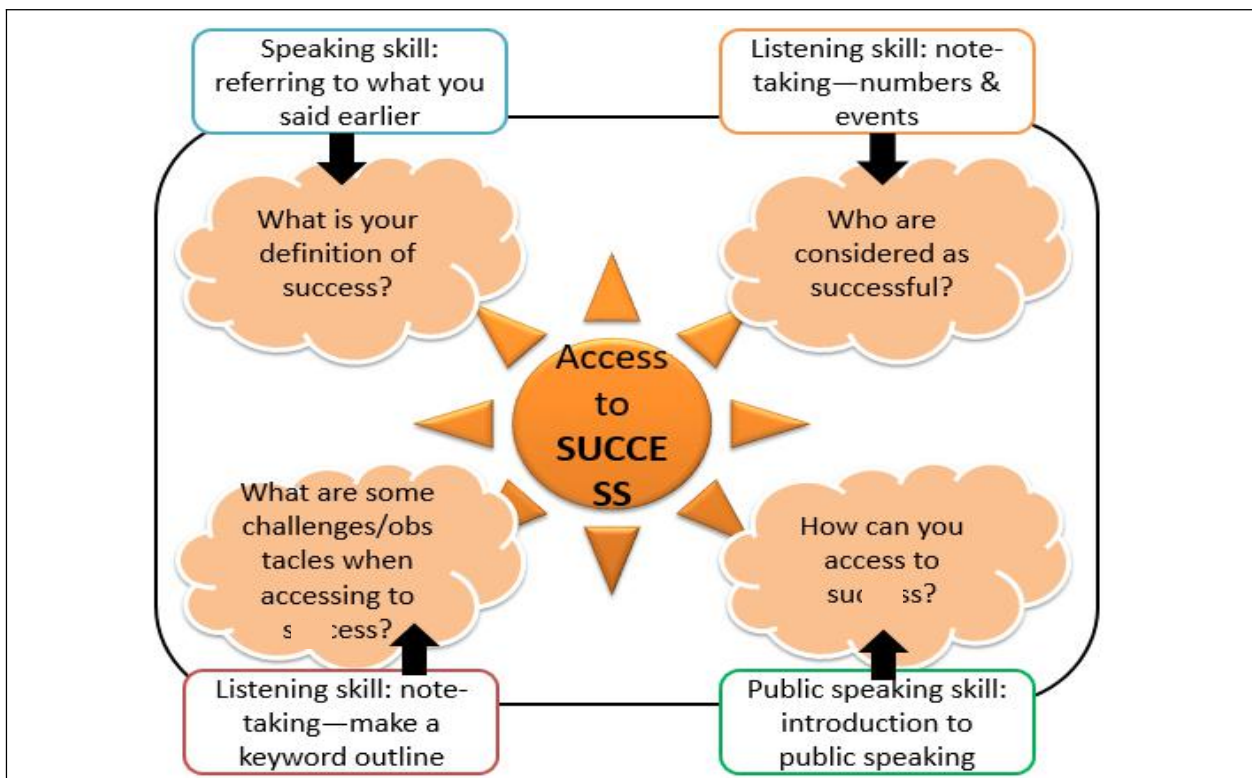 Speaking skill:
referring to what you
said earlier
Listening skill: note-
taking—numbers &
events
What is your
definition of
success?
Who are
considered as
successful?
Access
to
SUCCE
SS
What are some
challenges/obs
tacles when
accessing to
s cess?
How can you
access to
suc ss?
Listening skill: note-
taking—make a
keyword outline
Public speaking skill:
introduction to
public speaking